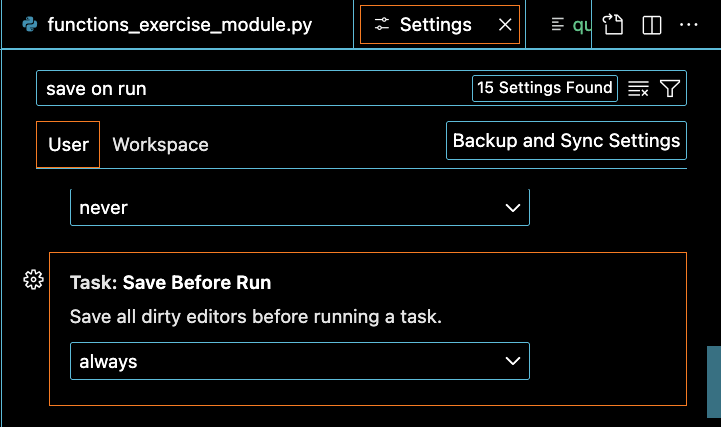 functions_exercise_module.py Settings qu
save on run 15 Settings Found
User Workspace Backup and Sync Settings
never
Task: Save Before Run
Save all dirty editors before running a task.
always